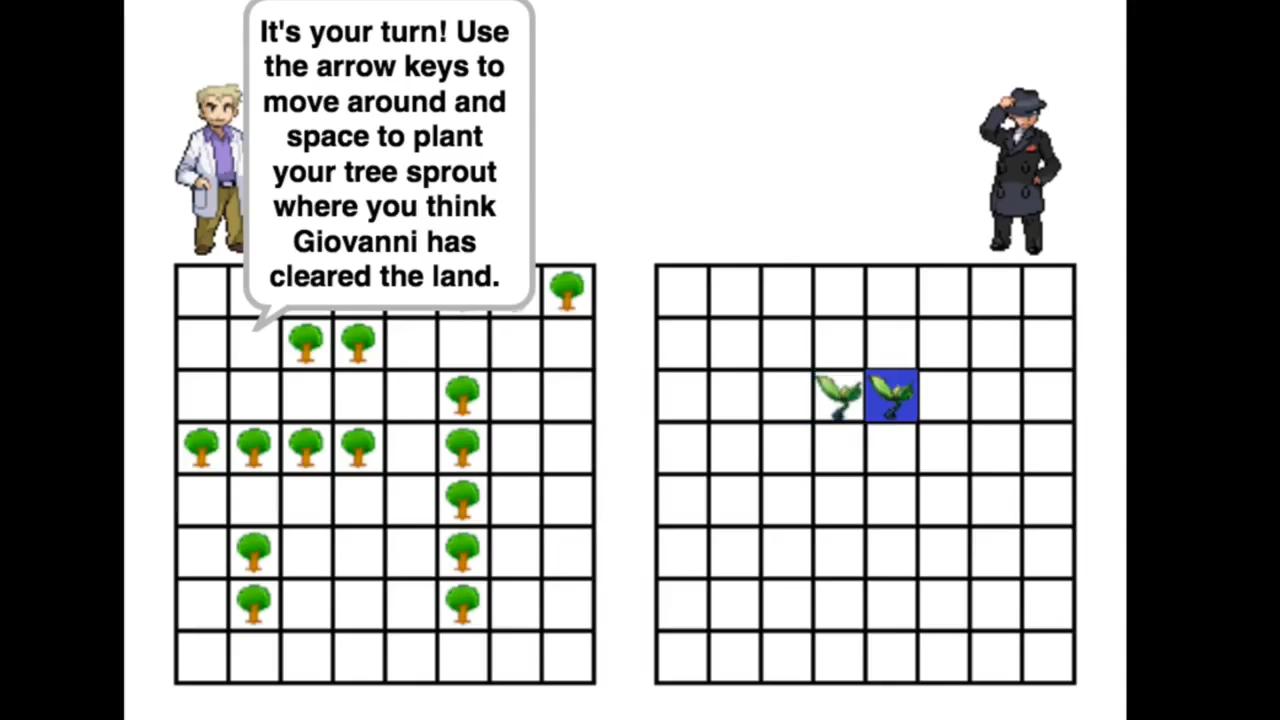 It's your turn! Use
the arrow keys to
move around and
space to plant
your tree sprout
where you think
Giovanni has
cleared the land.